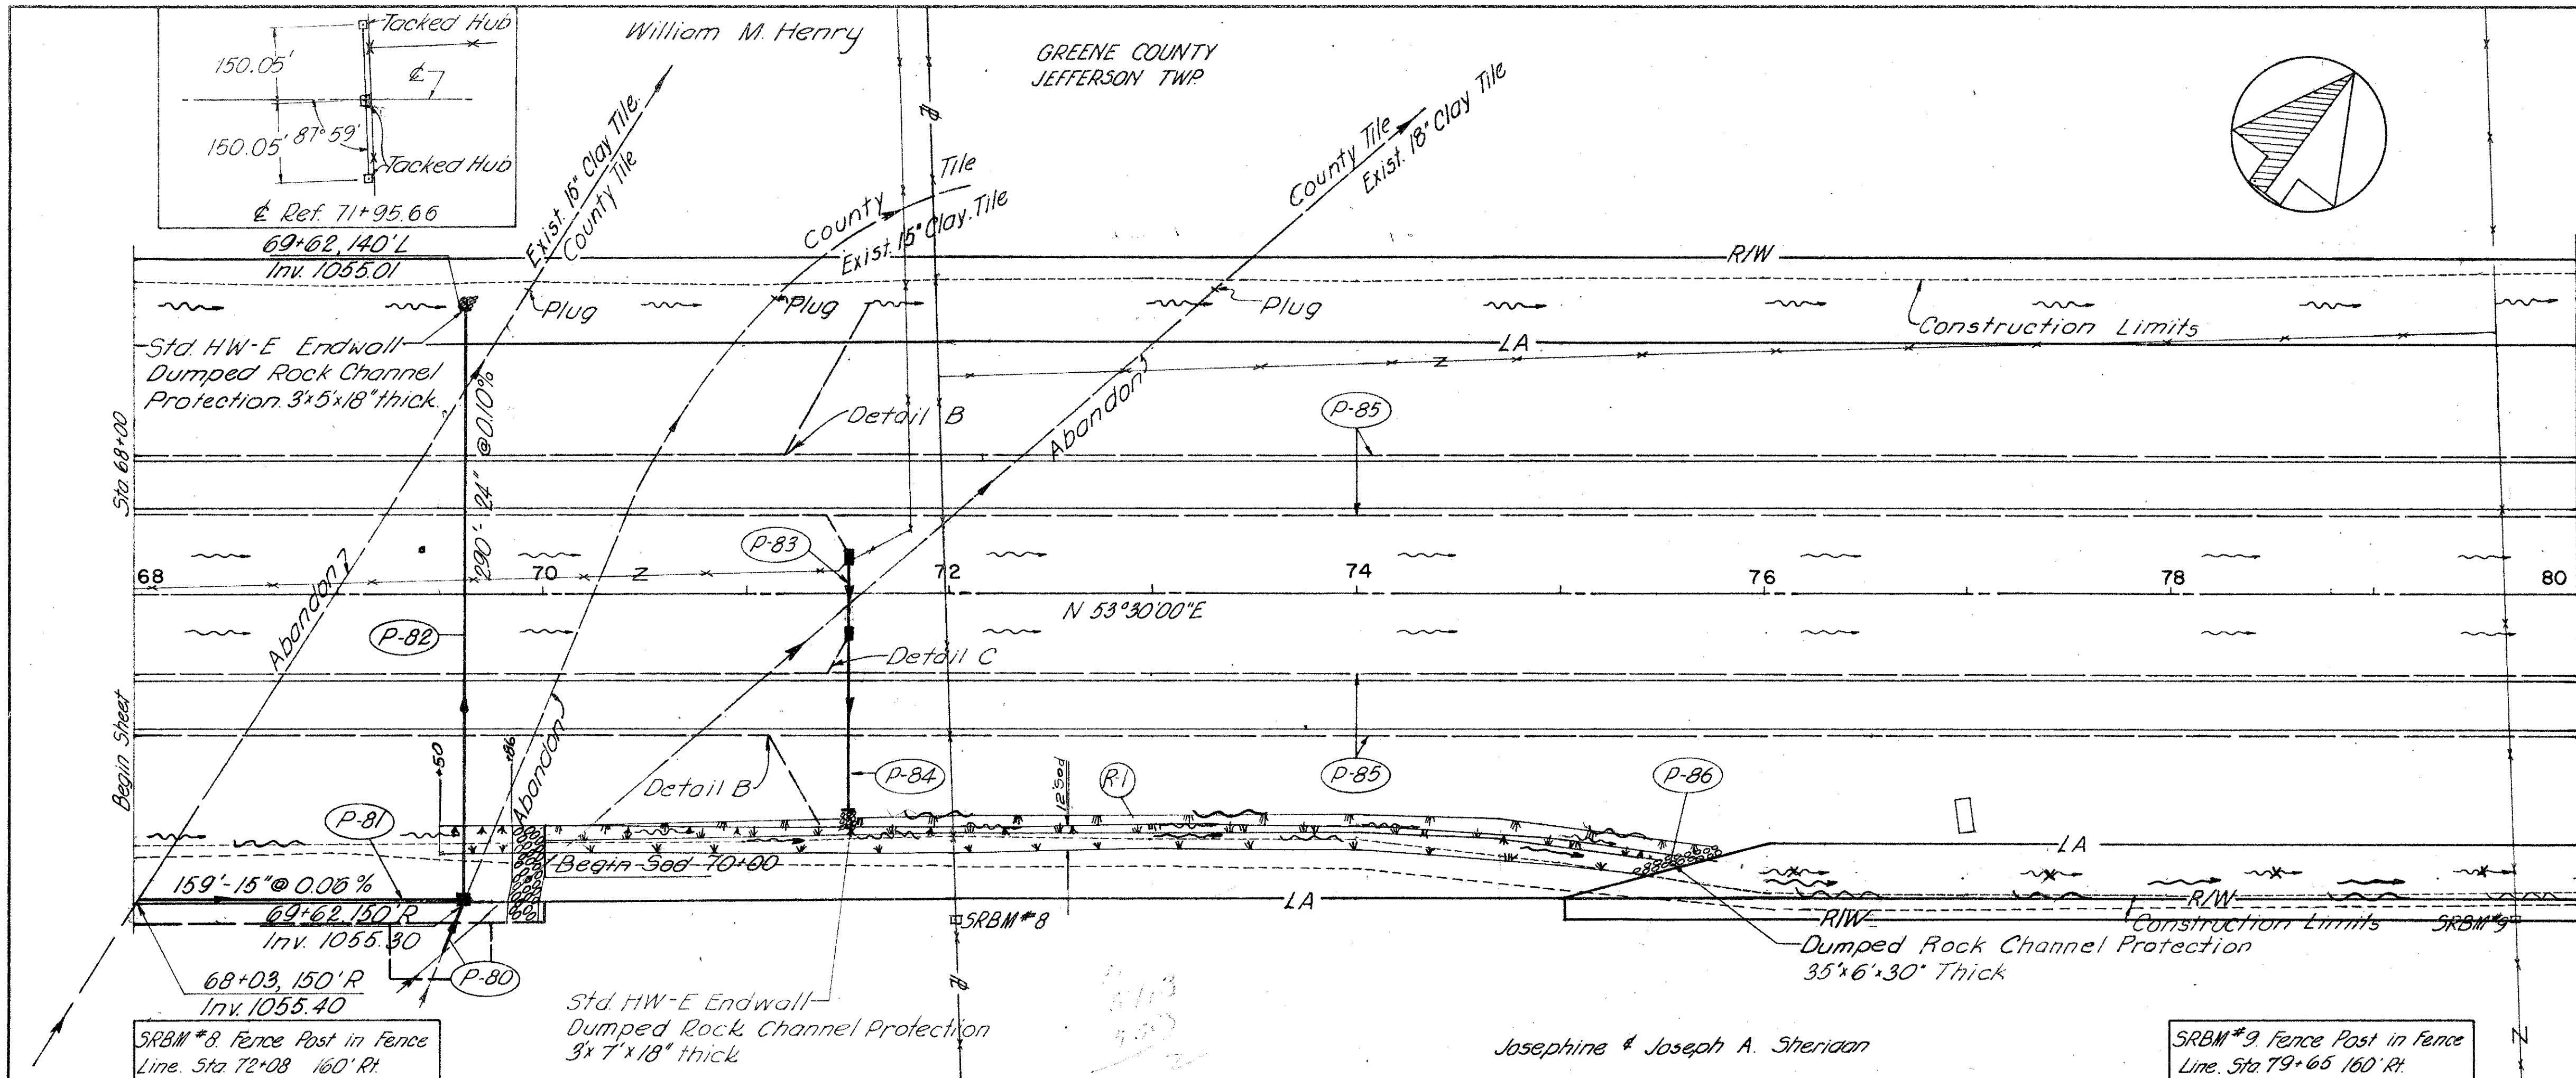 Tacked Hub
150.05'
℄
150.05'
87°59'
Tacked Hub
℄ Ref. 71+95.66
William M. Henry
GREENE COUNTY
JEFFERSON TWP.
Exist. 15" Clay Tile
County Tile
County Tile
Exist. 15" Clay Tile
County Tile
Exist. 18" Clay Tile
69+62, 140' L
Inv. 1055.01
R/W
Plug
Plug
Plug
Construction Limits
LA
Std. HW-E Endwall
Dumped Rock Channel
Protection 3'x5'x18" thick.
290'-24" @ 0.10%
Detail B
P-85
Abandon
Sta. 68+00
Begin Sheet
P-83
68
70
72
74
76
78
80
N 53°30'00"E
Abandon
P-82
Detail C
Abandon
+50
+86
Detail B
P-84
12' Sod
R-1
P-85
P-86
P-81
Begin Sod 70+00
LA
159'-15" @ 0.06%
69+62, 150' R
Inv. 1055.30
LA
R/W
R/W
Construction Limits
SRBM #8
SRBM #9
P-80
68+03, 150' R
Inv. 1055.40
Dumped Rock Channel Protection
35'x6'x30" Thick
Std. HW-E Endwall
Dumped Rock Channel Protection
3'x7'x18" thick
SRBM #8 Fence Post in Fence
Line. Sta. 72+08 160' Rt.
Josephine & Joseph A. Sheridan
SRBM #9. Fence Post in Fence
Line. Sta. 79+65 160' Rt.